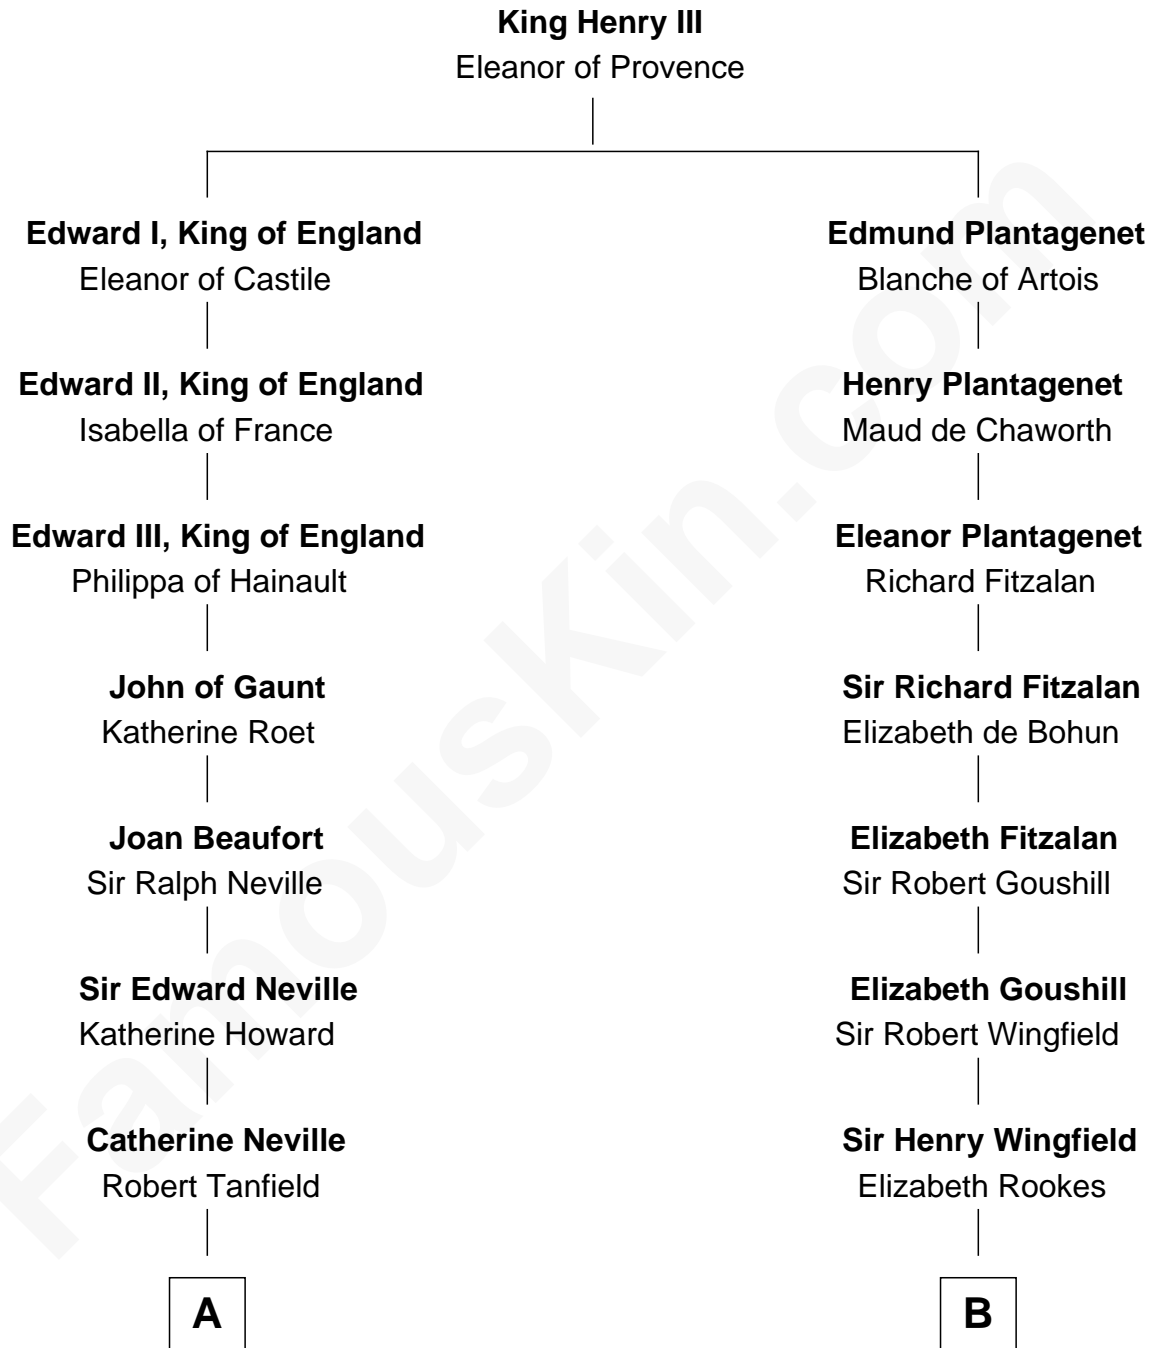 King Henry III
Eleanor of Provence
Edward I, King of England
Eleanor of Castile
Edward II, King of England
Isabella of France
Edward III, King of England
Philippa of Hainault
John of Gaunt
Katherine Roet
Joan Beaufort
Sir Ralph Neville
Sir Edward Neville
Katherine Howard
Catherine Neville
Robert Tanfield
A
Edmund Plantagenet
Blanche of Artois
Henry Plantagenet
Maud de Chaworth
Eleanor Plantagenet
Richard Fitzalan
Sir Richard Fitzalan
Elizabeth de Bohun
Elizabeth Fitzalan
Sir Robert Goushill
Elizabeth Goushill
Sir Robert Wingfield
Sir Henry Wingfield
Elizabeth Rookes
B
FamousKin.com